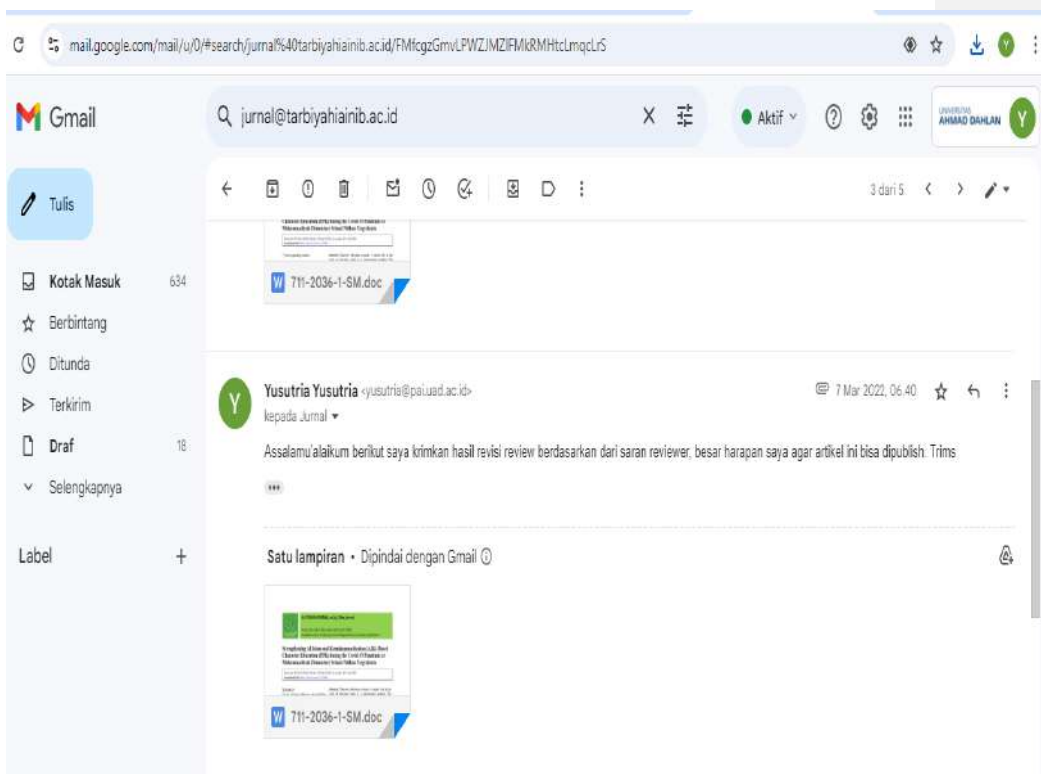 mail.google.com/mail/u/0/#search/jurnal%40tarbiyahiainib.ac.id/FMfcgzGmvLPWZJMZlFMkRMHtcLmqcLrS
Gmail
jurnal@tarbiyahiainib.ac.id
Aktif
UNIVERSITAS
AHMAD DAHLAN
Y
Tulis
3 dari 5
Kotak Masuk 634
Berbintang
Ditunda
Terkirim
Draf 18
Selengkapnya
Label +
W 711-2036-1-SM.doc
Y
Yusutria Yusutria <yusutria@pai.uad.ac.id>
7 Mar 2022, 06.40
kepada Jurnal
Assalamu'alaikum berikut saya krimkan hasil revisi review berdasarkan dari saran reviewer, besar harapan saya agar artikel ini bisa dipublish. Trims
Satu lampiran • Dipindai dengan Gmail
W 711-2036-1-SM.doc